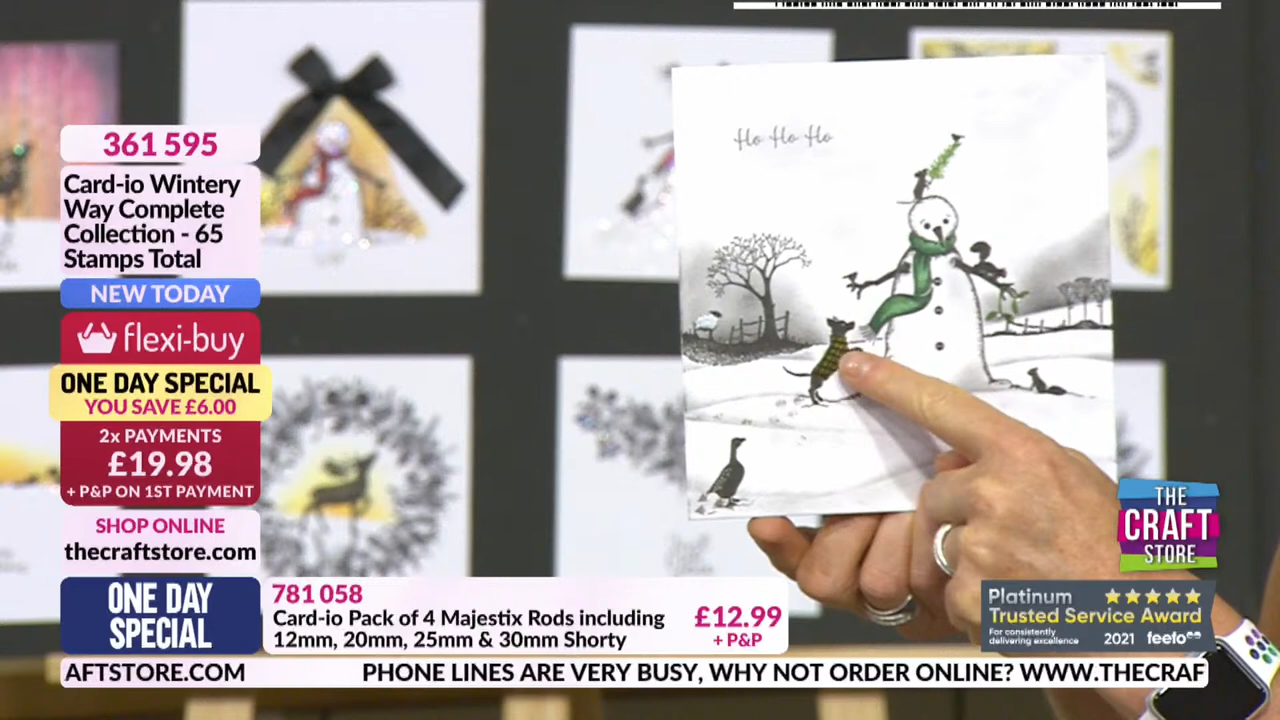 361 595
Card-io Wintery
Way Complete
Collection - 65
Stamps Total
NEW TODAY
flexi-buy
ONE DAY SPECIAL
YOU SAVE £6.00
2x PAYMENTS
£19.98
+ P&P ON 1ST PAYMENT
SHOP ONLINE
thecraftstore.com
ONE DAY
SPECIAL
781 058
Card-io Pack of 4 Majestix Rods including
12mm, 20mm, 25mm & 30mm Shorty
£12.99
+ P&P
Ho Ho Ho
THE
CRAFT
STORE
Platinum
Trusted Service Award
For consistently
delivering excellence
2021 feefo
AFTSTORE.COM PHONE LINES ARE VERY BUSY, WHY NOT ORDER ONLINE? WWW.THECRAF